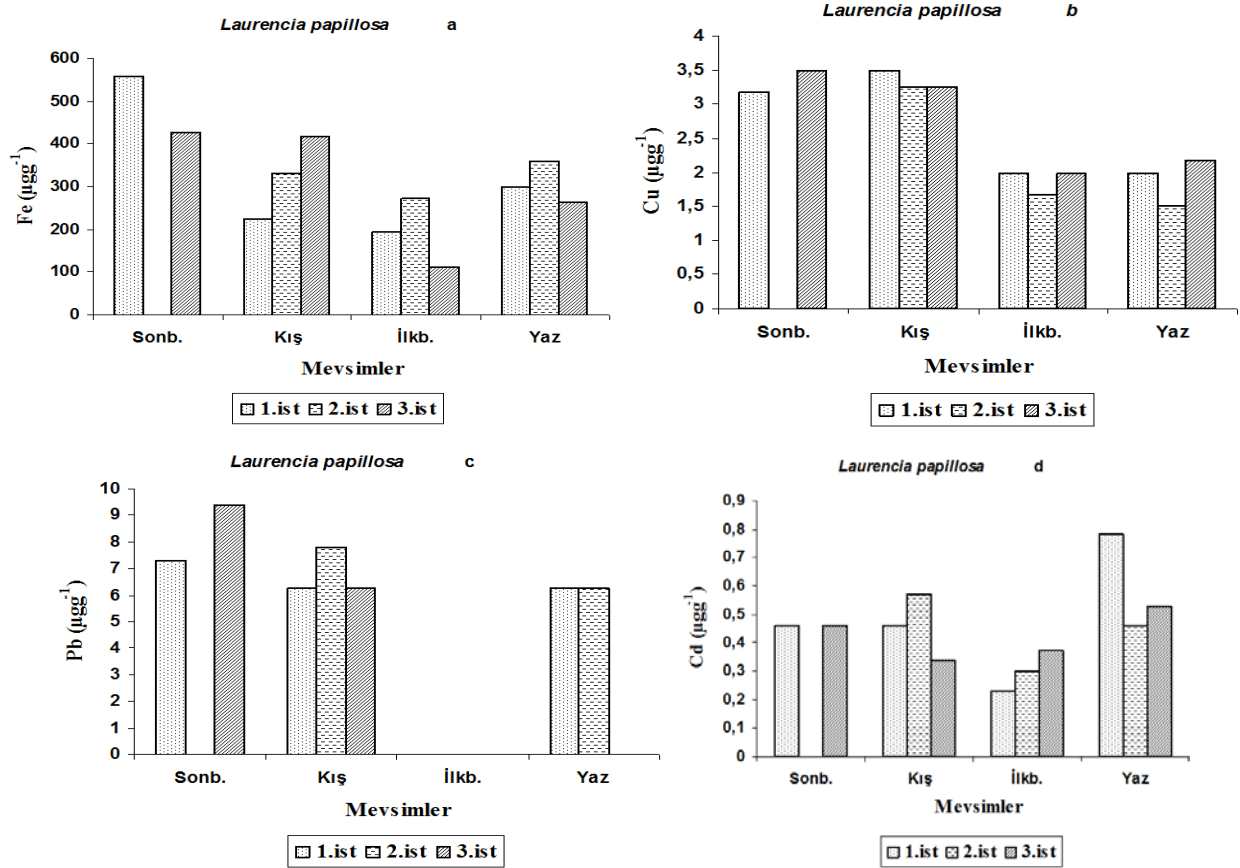 Laurencia papillosa a
600
500
400
300
200
100
0
Fe (µgg-1)
Sonb. Kış İlkb. Yaz
Mevsimler
1.ist 2.ist 3.ist
Laurencia papillosa b
4
3,5
3
2,5
2
1,5
1
0,5
0
Cu (µgg-1)
Sonb. Kış İlkb. Yaz
Mevsimler
1.ist 2.ist 3.ist
Laurencia papillosa c
10
9
8
7
6
5
4
3
2
1
0
Pb (µgg-1)
Sonb. Kış İlkb. Yaz
Mevsimler
1.ist 2.ist 3.ist
Laurencia papillosa d
0,9
0,8
0,7
0,6
0,5
0,4
0,3
0,2
0,1
0
Cd (µgg-1)
Sonb. Kış İlkb. Yaz
Mevsimler
1.ist 2.ist 3.ist